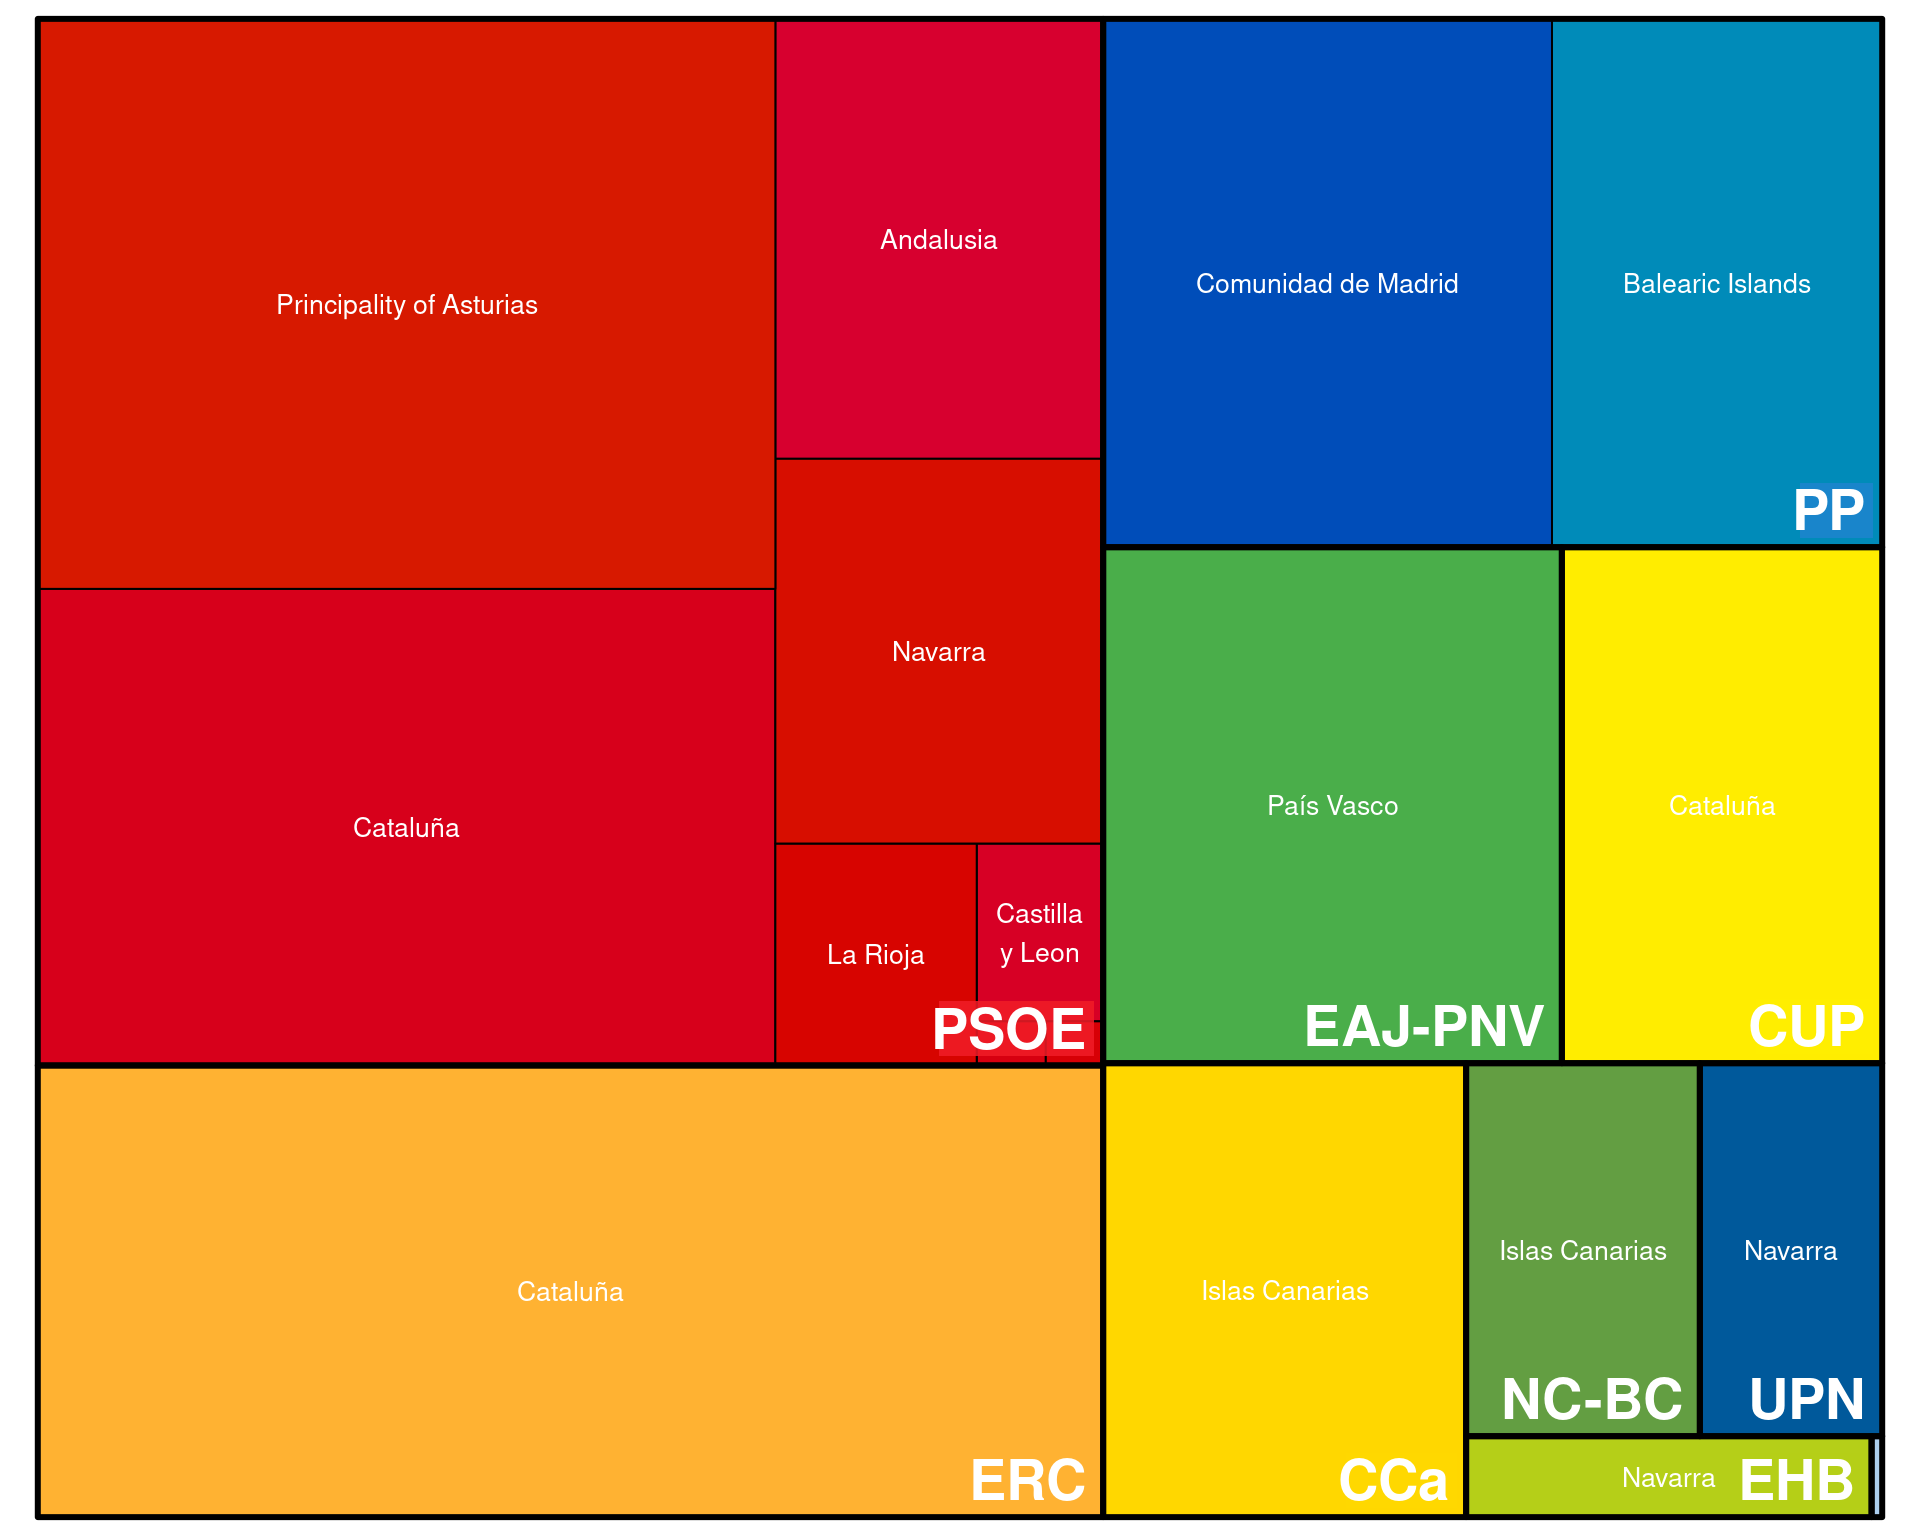 Principality of Asturias
Andalusia
Cataluña
Navarra
La Rioja
Castilla
y Leon
PSOE
Comunidad de Madrid
Balearic Islands
PP
País Vasco
EAJ-PNV
Cataluña
CUP
Cataluña
ERC
Islas Canarias
CCa
Islas Canarias
NC-BC
Navarra
UPN
Navarra
EHB